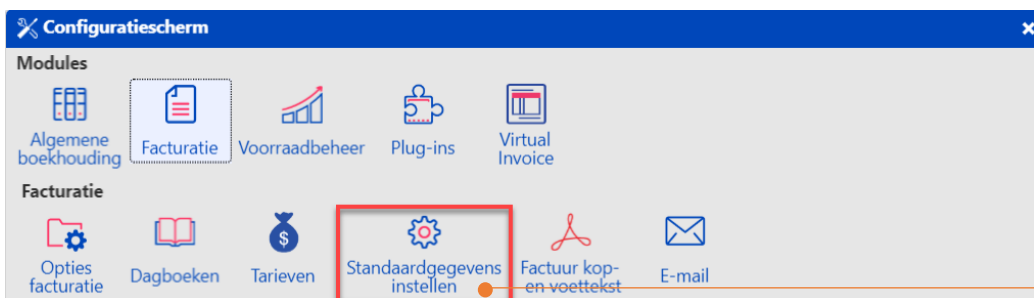 Configuratiescherm
Modules
Algemene
boekhouding
Facturatie
Voorraadbeheer
Plug-ins
Virtual
Invoice
Facturatie
Opties
facturatie
Dagboeken
Tarieven
Standaardgegevens
instellen
Factuur kop-
en voettekst
E-mail